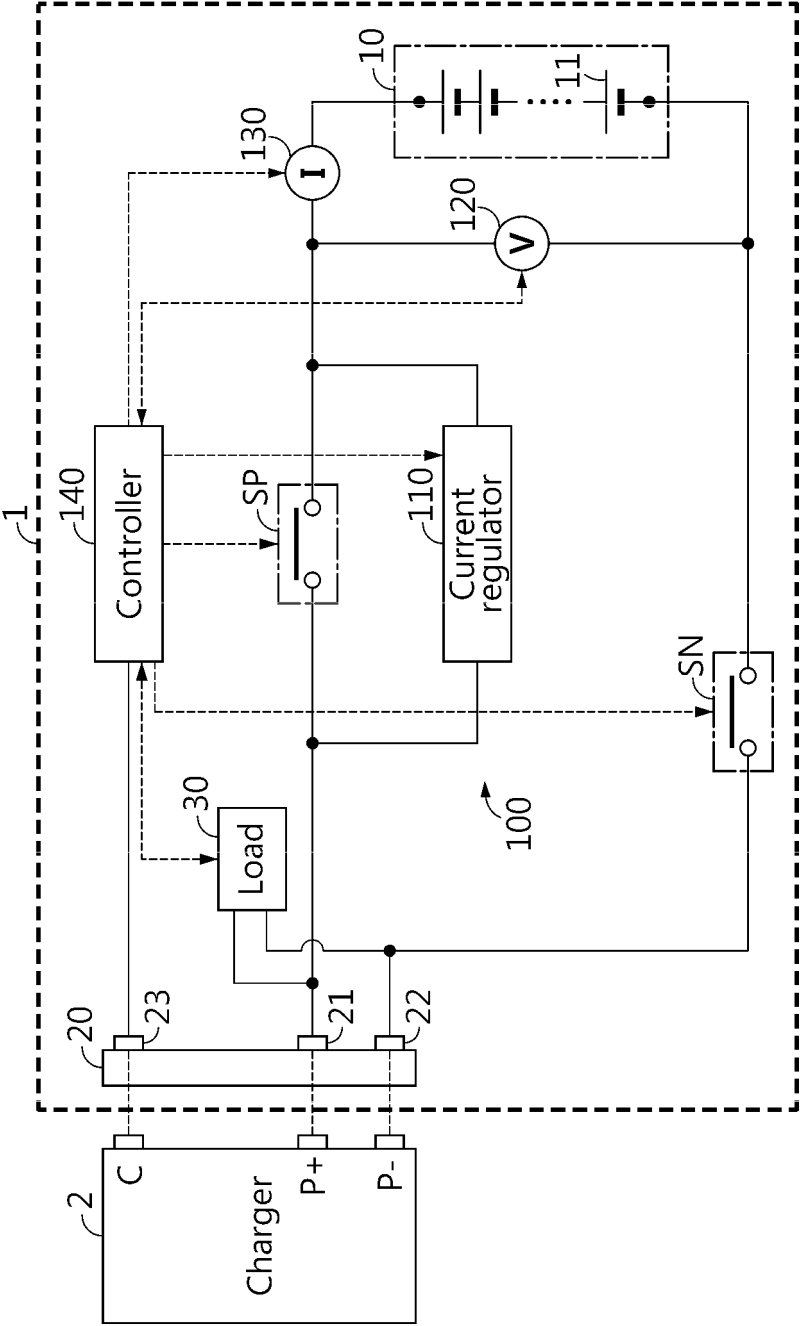 1
10
11
130
I
120
V
140
Controller
SP
110
Current
regulator
SN
30
Load
100
20
23
21
22
2
C
P+
P-
Charger